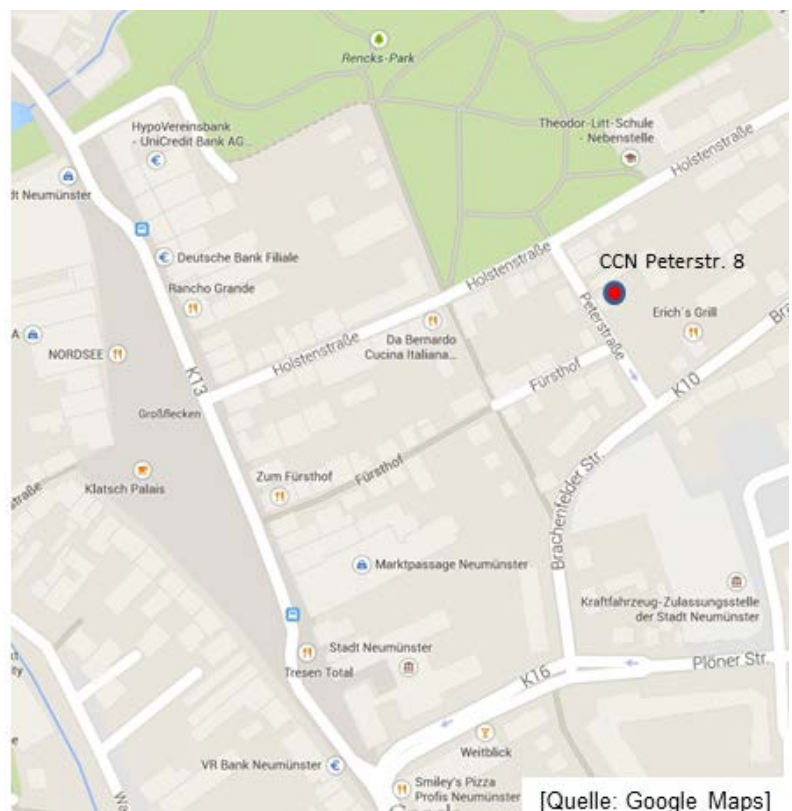 Rencks-Park
HypoVereinsbank
- UniCredit Bank AG...
Theodor-Litt-Schule
- Nebenstelle
Holstenstraße
dt Neumünster
Deutsche Bank Filiale
CCN Peterstr. 8
Rancho Grande
Holstenstraße
Erich´s Grill
Peterstraße
Da Bernardo
Cucina Italiana...
A
NORDSEE
Holstenstraße
K13
Fürsthof
K10
Großflecken
Zum Fürsthof
Fürsthof
Klatsch Palais
Brachenfelder Str.
Marktpassage Neumünster
Kraftfahrzeug-Zulassungsstelle
der Stadt Neumünster
Stadt Neumünster
Tresen Total
K16
Plöner Str.
Weitblick
VR Bank Neumünster
Smiley's Pizza
Profis Neumünster
[Quelle: Google Maps]